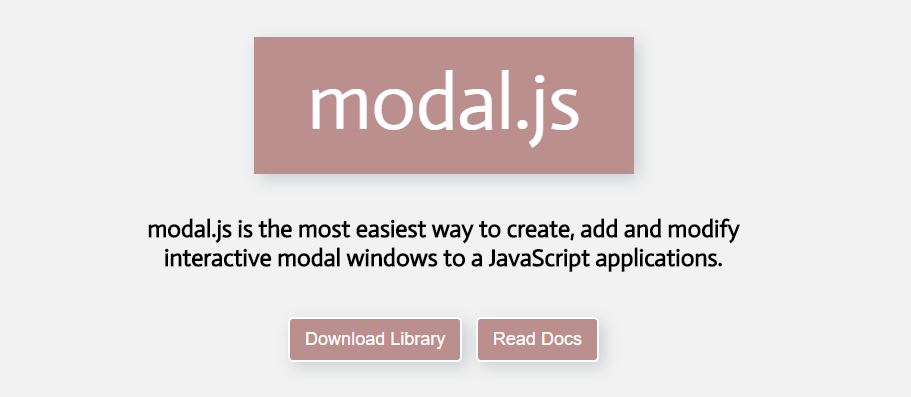 modal.js
modal.js is the most easiest way to create, add and modify
interactive modal windows to a JavaScript applications.
Download Library
Read Docs